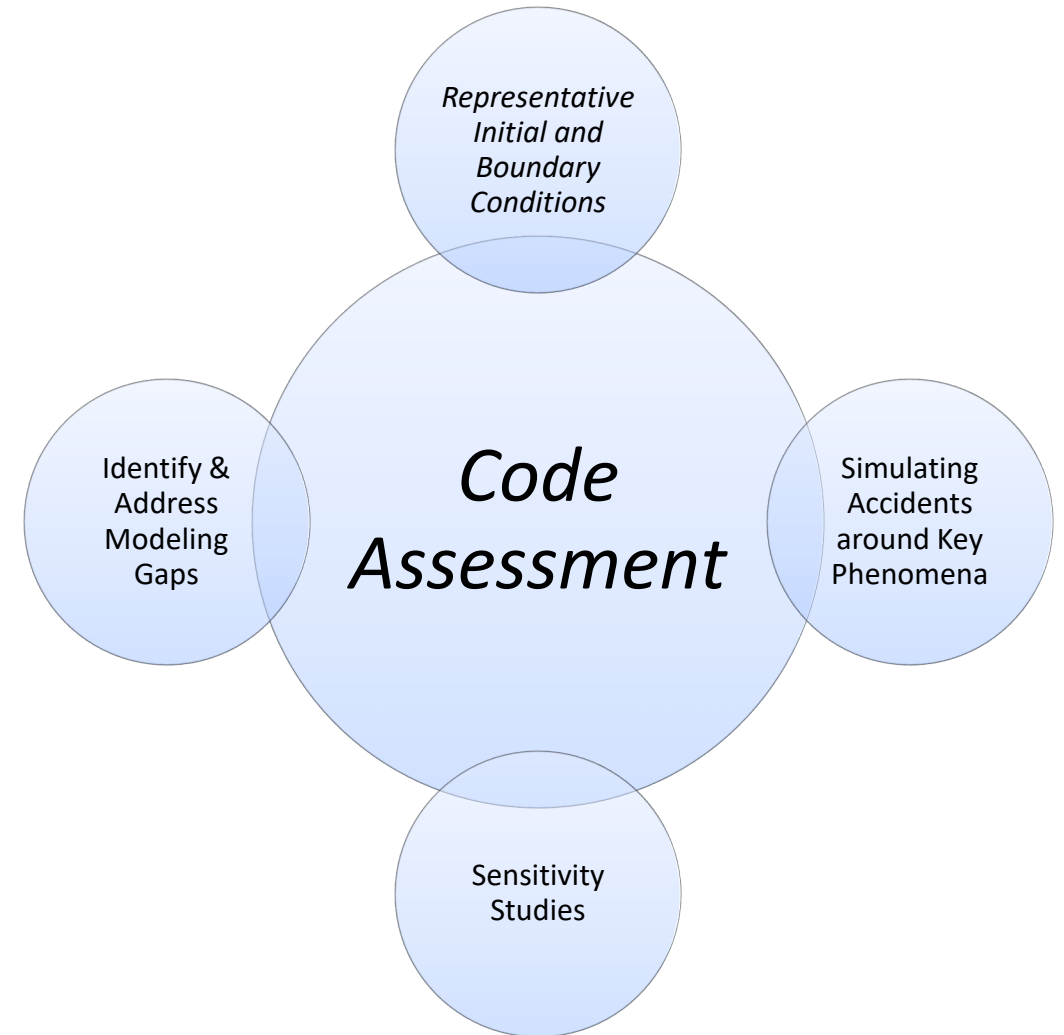 Representative
Initial and
Boundary
Conditions
Identify &
Address
Modeling
Gaps
Code
Assessment
Simulating
Accidents
around Key
Phenomena
Sensitivity
Studies